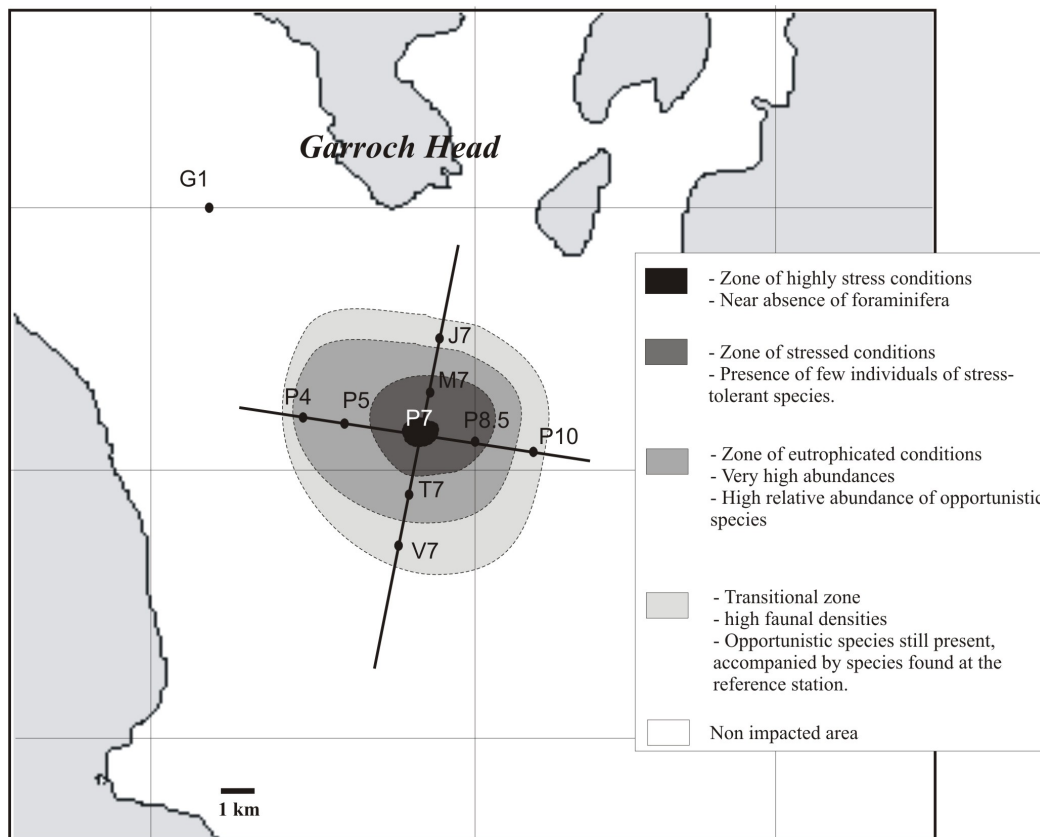 Garroch Head
G1
J7
M7
P4
P5
P7
P8.5
P10
T7
V7
1 km
- Zone of highly stress conditions
- Near absence of foraminifera
- Zone of stressed conditions
- Presence of few individuals of stress-
tolerant species.
- Zone of eutrophicated conditions
- Very high abundances
- High relative abundance of opportunistic
species
- Transitional zone
- high faunal densities
- Opportunistic species still present,
accompanied by species found at the
reference station.
Non impacted area